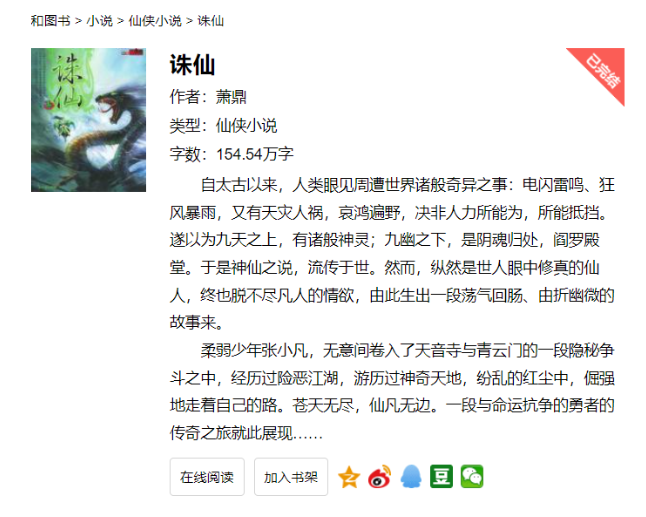 和图书 > 小说 > 仙侠小说 > 诛仙
诛仙
诛仙
已完结
作者：萧鼎
类型：仙侠小说
字数：154.54万字
自太古以来，人类眼见周遭世界诸般奇异之事：电闪雷鸣、狂
风暴雨，又有天灾人祸，哀鸿遍野，决非人力所能为，所能抵挡。
遂以为九天之上，有诸般神灵；九幽之下，是阴魂归处，阎罗殿
堂。于是神仙之说，流传于世。然而，纵然是世人眼中修真的仙
人，终也脱不尽凡人的情欲，由此生出一段荡气回肠、由折幽微的
故事来。
柔弱少年张小凡，无意间卷入了天音寺与青云门的一段隐秘争
斗之中，经历过险恶江湖，游历过神奇天地，纷乱的红尘中，倔强
地走着自己的路。苍天无尽，仙凡无边。一段与命运抗争的勇者的
传奇之旅就此展现……
在线阅读
加入书架
豆